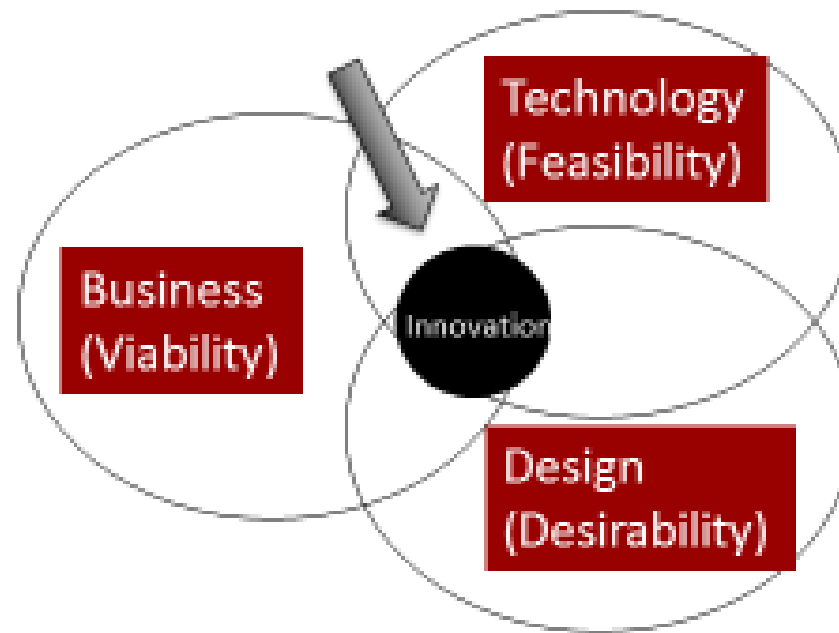 Technology
(Feasibility)
Business
(Viability)
Innovation
Design
(Desirability)